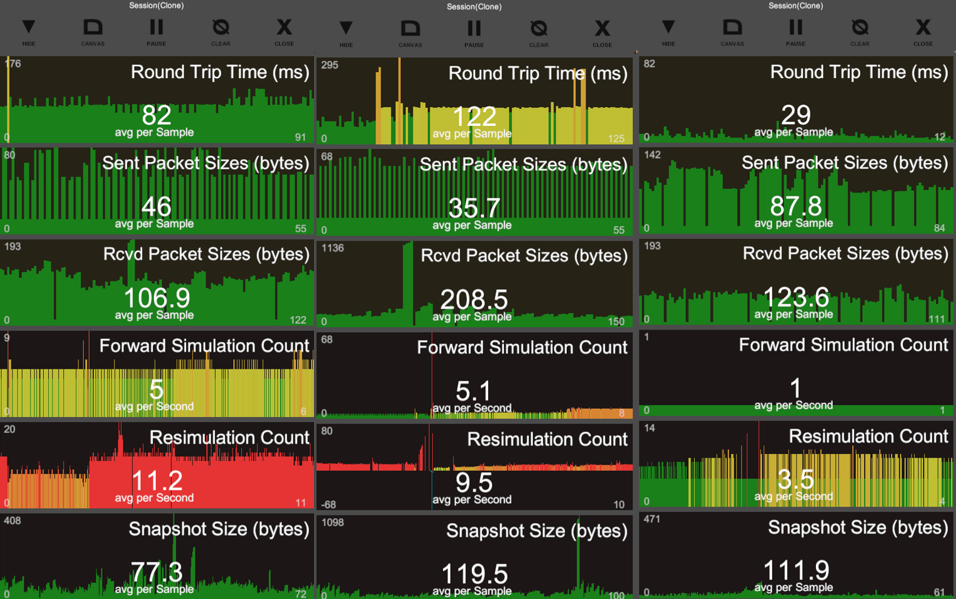 Session(Clone)
HIDE CANVAS PAUSE CLEAR CLOSE
176
Round Trip Time (ms)
82
avg per Sample
0 91
80
Sent Packet Sizes (bytes)
46
avg per Sample
0 55
193
Rcvd Packet Sizes (bytes)
106.9
avg per Sample
0 122
9
Forward Simulation Count
5
avg per Second
0 6
20
Resimulation Count
11.2
avg per Second
0 11
408
Snapshot Size (bytes)
77.3
avg per Sample
0 72
Session(Clone)
HIDE CANVAS PAUSE CLEAR CLOSE
295
Round Trip Time (ms)
122
avg per Sample
0 125
68
Sent Packet Sizes (bytes)
35.7
avg per Sample
0 55
1136
Rcvd Packet Sizes (bytes)
208.5
avg per Sample
0 150
68
Forward Simulation Count
5.1
avg per Second
0 8
80
Resimulation Count
9.5
avg per Second
-68 10
1098
Snapshot Size (bytes)
119.5
avg per Sample
0 100
Session(Clone)
HIDE CANVAS PAUSE CLEAR CLOSE
82
Round Trip Time (ms)
29
avg per Sample
0 12
142
Sent Packet Sizes (bytes)
87.8
avg per Sample
0 84
193
Rcvd Packet Sizes (bytes)
123.6
avg per Sample
0 111
1
Forward Simulation Count
1
avg per Second
0 1
14
Resimulation Count
3.5
avg per Second
0 4
471
Snapshot Size (bytes)
111.9
avg per Sample
0 61